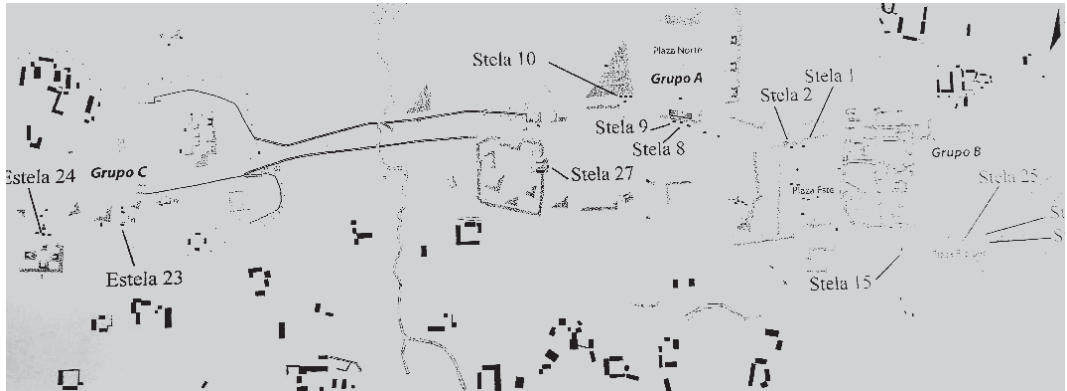 Plaza Norte
Stela 10
Grupo A
Stela 1
Stela 2
Stela 9
Stela 8
Grupo B
Grupo C
Stela 27
Stela 25
Estela 24
Plaza Este
Estela 23
Stela 15